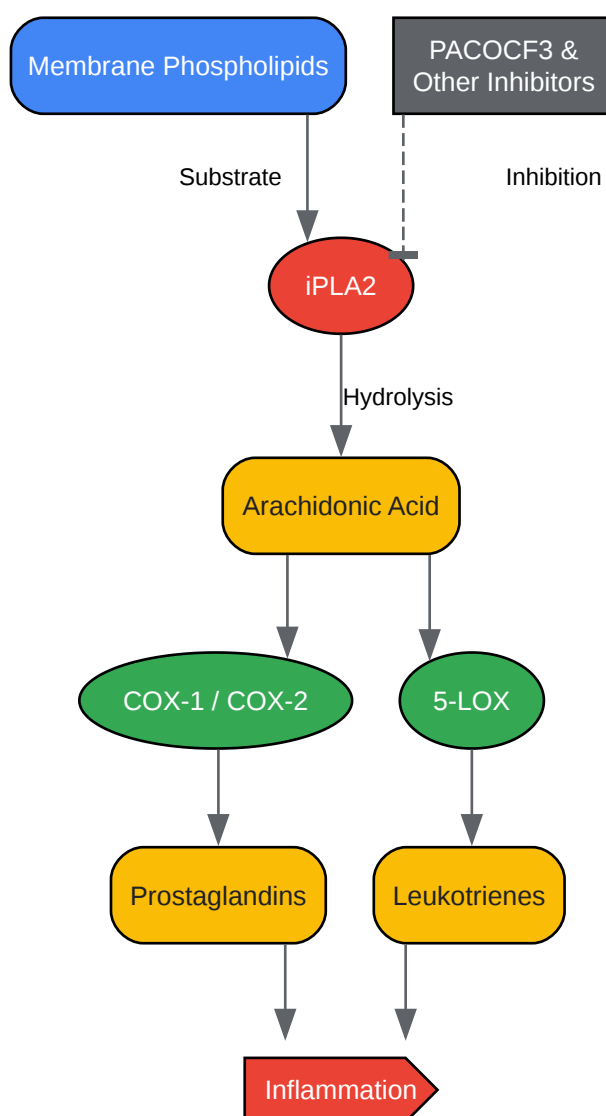 Membrane Phospholipids
PACOCF3 &
Other Inhibitors
Substrate
Inhibition
iPLA2
Hydrolysis
Arachidonic Acid
COX-1 / COX-2
5-LOX
Prostaglandins
Leukotrienes
Inflammation